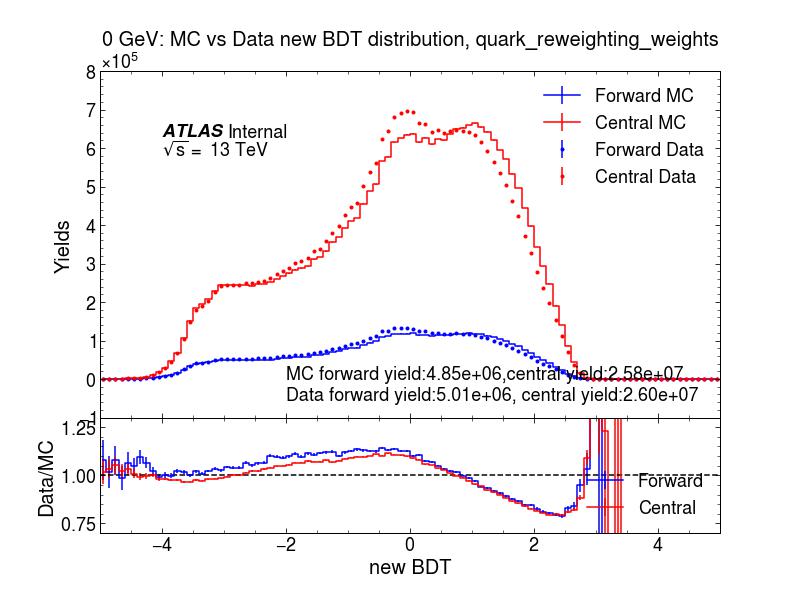 0 GeV: MC vs Data new BDT distribution, quark_reweighting_weights
×10⁵
8
7
6
5
4
3
2
1
0
−1
Yields
ATLAS Internal
√s = 13 TeV
Forward MC
Central MC
Forward Data
Central Data
MC forward yield:4.85e+06,central yield:2.58e+07
Data forward yield:5.01e+06, central yield:2.60e+07
1.25
1.00
0.75
Data/MC
Forward
Central
−4 −2 0 2 4
new BDT